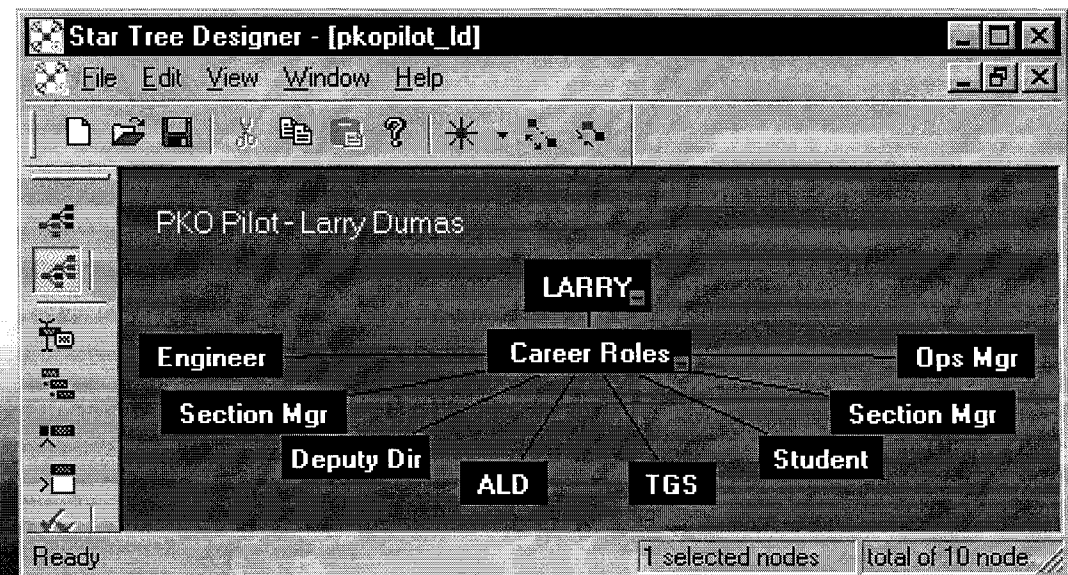 Star Tree Designer - [pkopilot_ld]
File Edit View Window Help
PKO Pilot - Larry Dumas
LARRY
Career Roles
Engineer
Ops Mgr
Section Mgr
Section Mgr
Deputy Dir
Student
ALD
TGS
Ready
1 selected nodes
total of 10 node